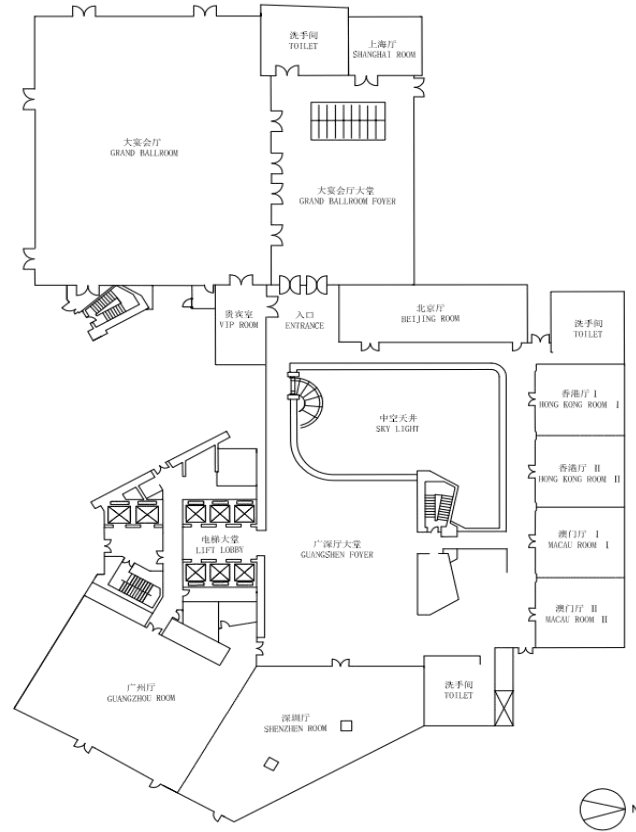 洗手间
TOILET
上海厅
SHANGHAI ROOM
大宴会厅
GRAND BALLROOM
大宴会厅大堂
GRAND BALLROOM FOYER
贵宾室
VIP ROOM
入口
ENTRANCE
北京厅
BEIJING ROOM
洗手间
TOILET
香港厅 I
HONG KONG ROOM I
中空天井
SKY LIGHT
香港厅 II
HONG KONG ROOM II
电梯大堂
LIFT LOBBY
广深厅大堂
GUANGSHEN FOYER
澳门厅 I
MACAU ROOM I
澳门厅 II
MACAU ROOM II
广州厅
GUANGZHOU ROOM
深圳厅
SHENZHEN ROOM
洗手间
TOILET
N